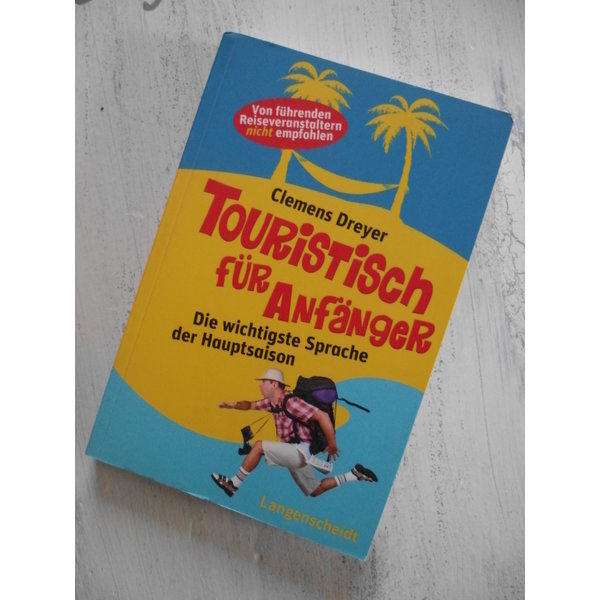 Von führenden
Reiseveranstaltern
nicht empfohlen
Clemens Dreyer
Touristisch
für Anfänger
Die wichtigste Sprache
der Hauptsaison
Langenscheidt